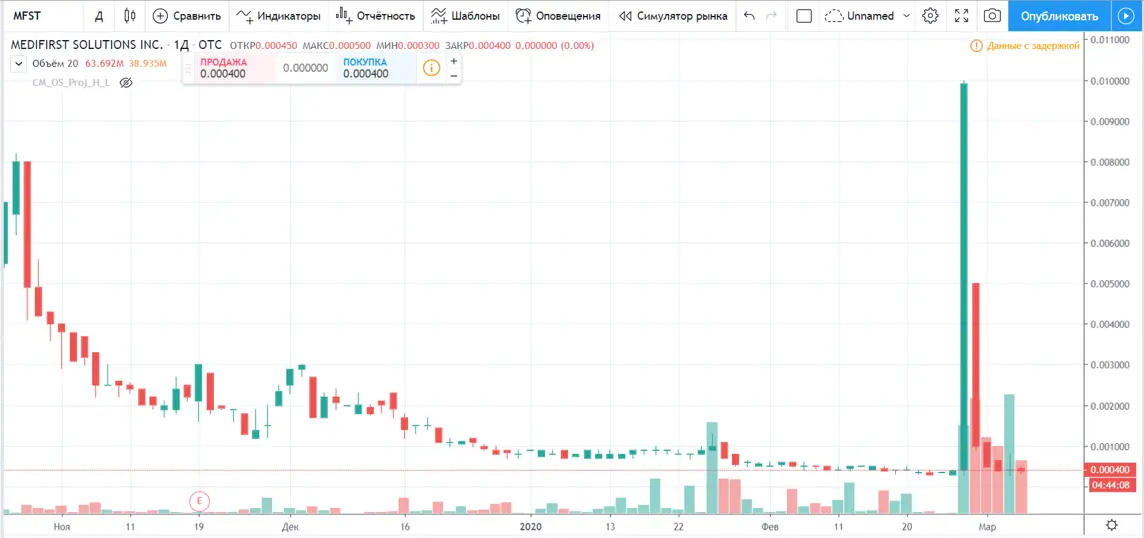 MFST Д Сравнить Индикаторы Отчётность Шаблоны Оповещения Симулятор рынка Unnamed Опубликовать
MEDIFIRST SOLUTIONS INC. · 1Д · OTC ОТКР0.000450 МАКС0.000500 МИН0.000300 ЗАКР0.000400 0.000000 (0.00%)
Данные с задержкой
Объём 20 63.692M 38.935M
ПРОДАЖА
0.000400
0.000000
ПОКУПКА
0.000400
CM_OS_Proj_H_L
0.011000
0.010000
0.009000
0.008000
0.007000
0.006000
0.005000
0.004000
0.003000
0.002000
0.001000
0.000400
04:44:08
E
Ноя 11 19 Дек 16 2020 13 22 Фев 11 20 Мар